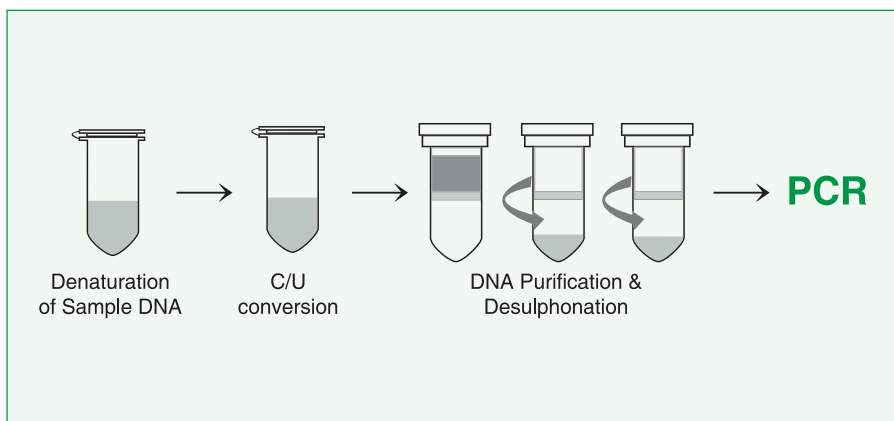 Denaturation
of Sample DNA
C/U
conversion
DNA Purification &
Desulphonation
PCR